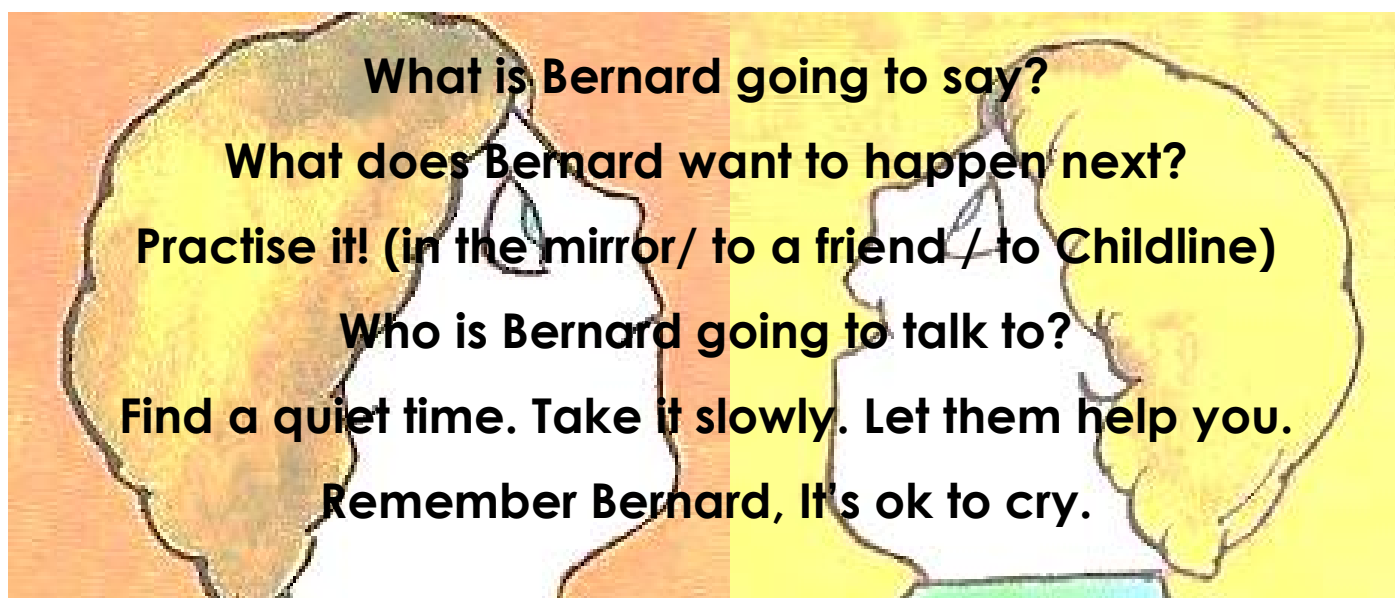 What is Bernard going to say?
What does Bernard want to happen next?
Practise it! (in the mirror/ to a friend / to Childline)
Who is Bernard going to talk to?
Find a quiet time. Take it slowly. Let them help you.
Remember Bernard, It's ok to cry.